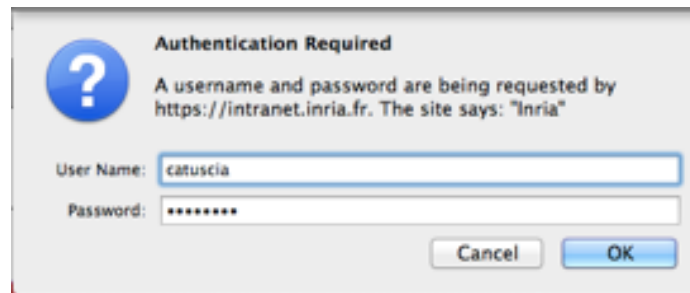 Authentication Required
A username and password are being requested by
https://intranet.inria.fr. The site says: "Inria"
User Name: catuscia
Password: ••••••••
Cancel OK